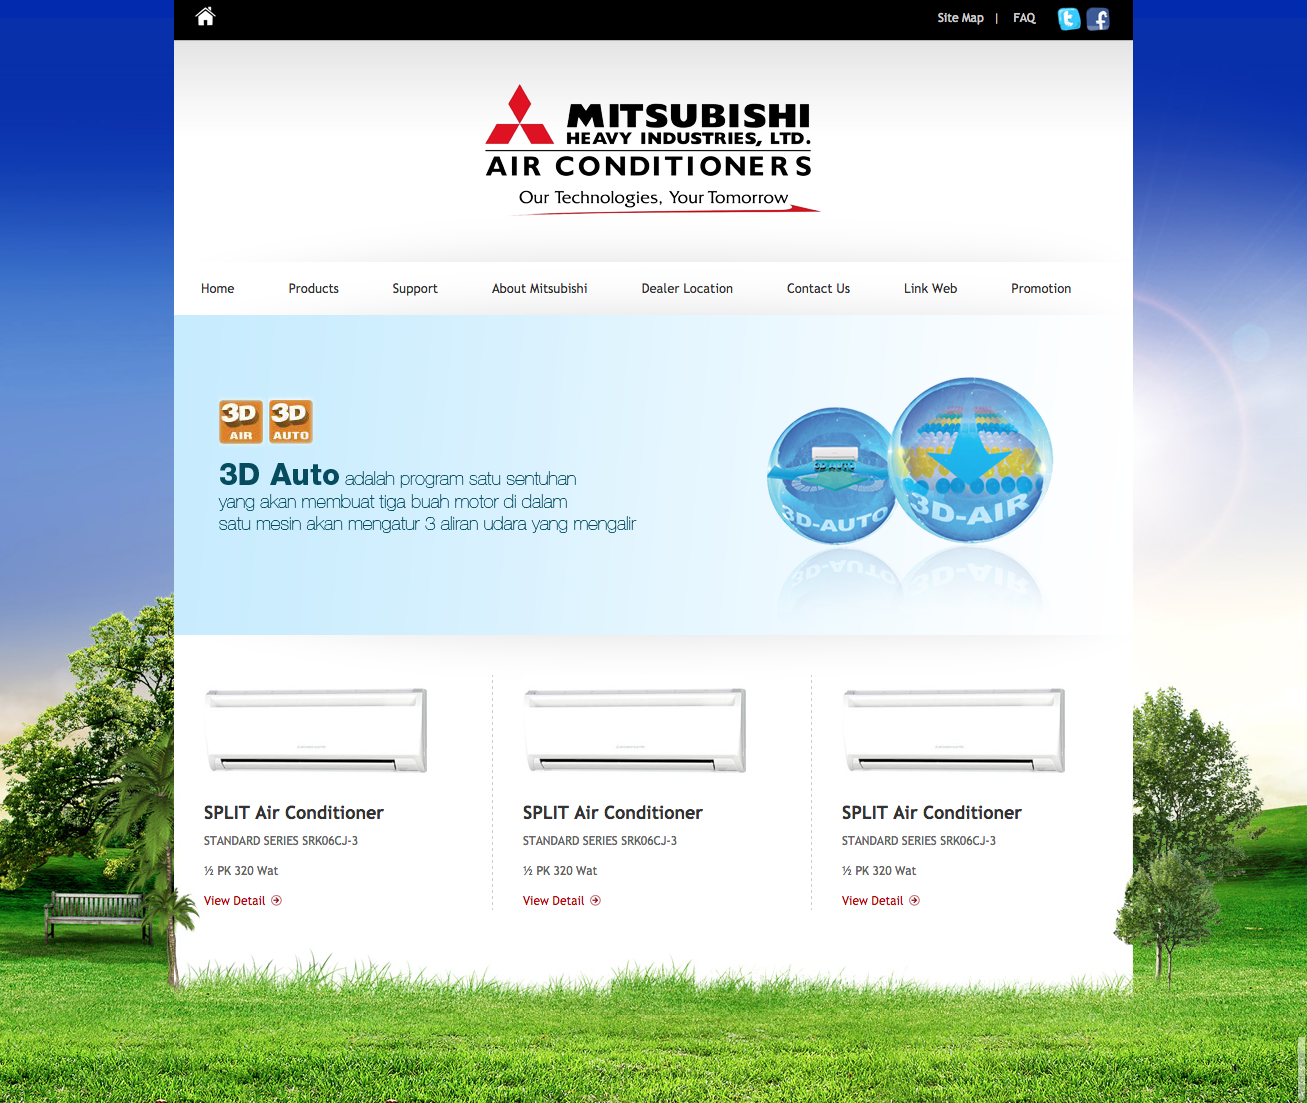 Site Map | FAQ
MITSUBISHI
HEAVY INDUSTRIES, LTD.
AIR CONDITIONERS
Our Technologies, Your Tomorrow
Home Products Support About Mitsubishi Dealer Location Contact Us Link Web Promotion
3D AIR 3D AUTO
3D Auto adalah program satu sentuhan
yang akan membuat tiga buah motor di dalam
satu mesin akan mengatur 3 aliran udara yang mengalir
3D AUTO
3D-AUTO 3D-AIR
SPLIT Air Conditioner SPLIT Air Conditioner SPLIT Air Conditioner
STANDARD SERIES SRK06CJ-3 STANDARD SERIES SRK06CJ-3 STANDARD SERIES SRK06CJ-3
½ PK 320 Wat ½ PK 320 Wat ½ PK 320 Wat
View Detail View Detail View Detail